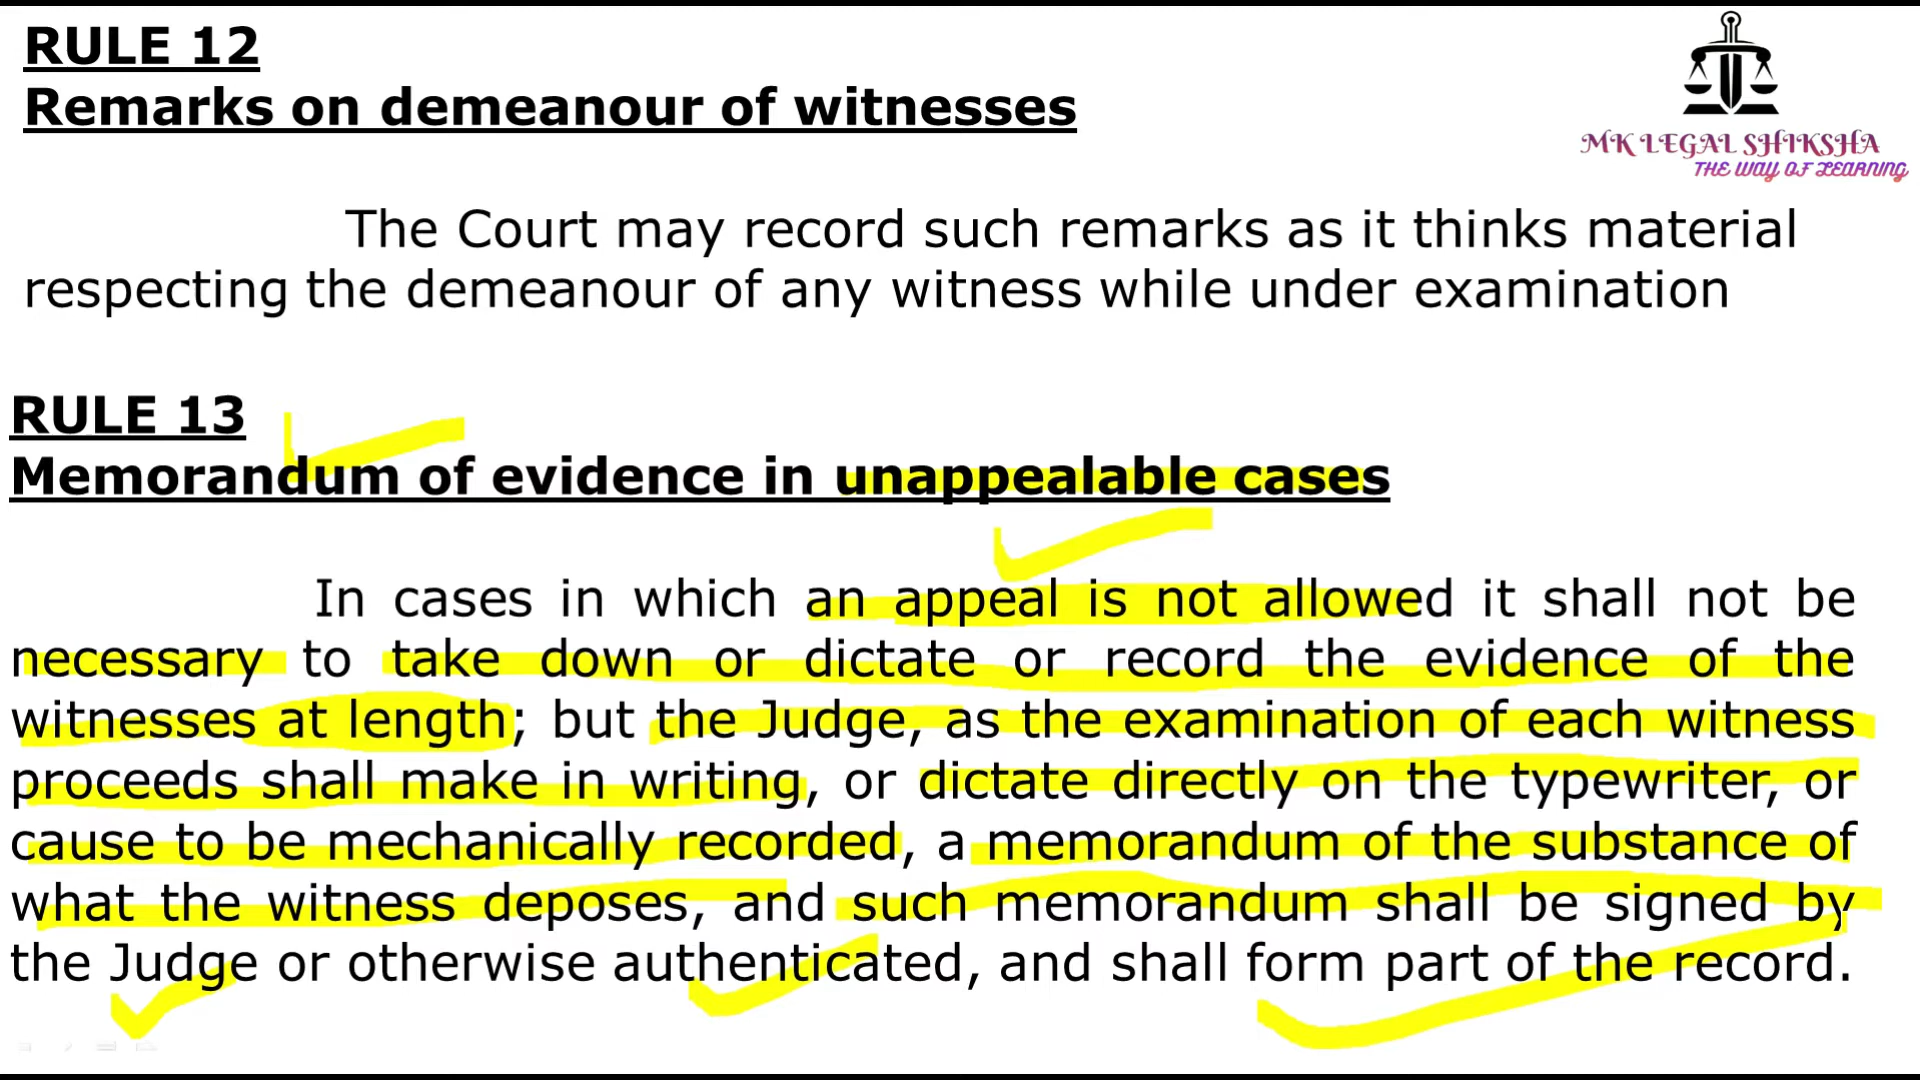 RULE 12
Remarks on demeanour of witnesses
MK LEGAL SHIKSHA
THE WAY OF LEARNING
The Court may record such remarks as it thinks material
respecting the demeanour of any witness while under examination
RULE 13
Memorandum of evidence in unappealable cases
In cases in which an appeal is not allowed it shall not be
necessary to take down or dictate or record the evidence of the
witnesses at length; but the Judge, as the examination of each witness
proceeds shall make in writing, or dictate directly on the typewriter, or
cause to be mechanically recorded, a memorandum of the substance of
what the witness deposes, and such memorandum shall be signed by
the Judge or otherwise authenticated, and shall form part of the record.